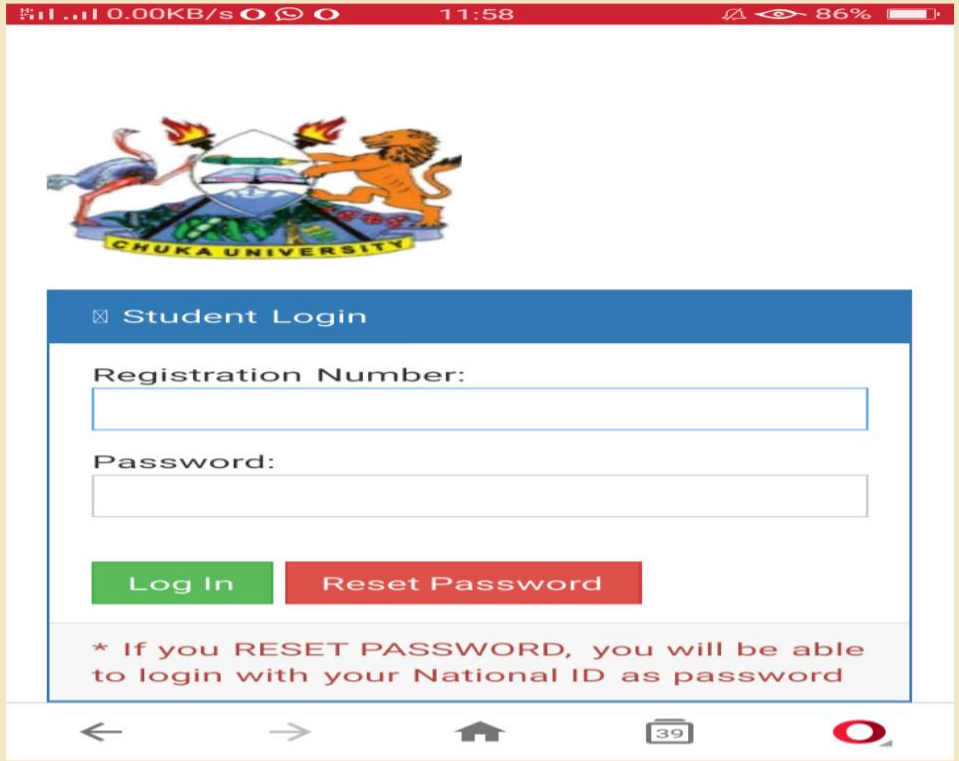 0.00KB/s 11:58 86%
CHUKA UNIVERSITY
Student Login
Registration Number:
Password:
Log In Reset Password
* If you RESET PASSWORD, you will be able
to login with your National ID as password
39